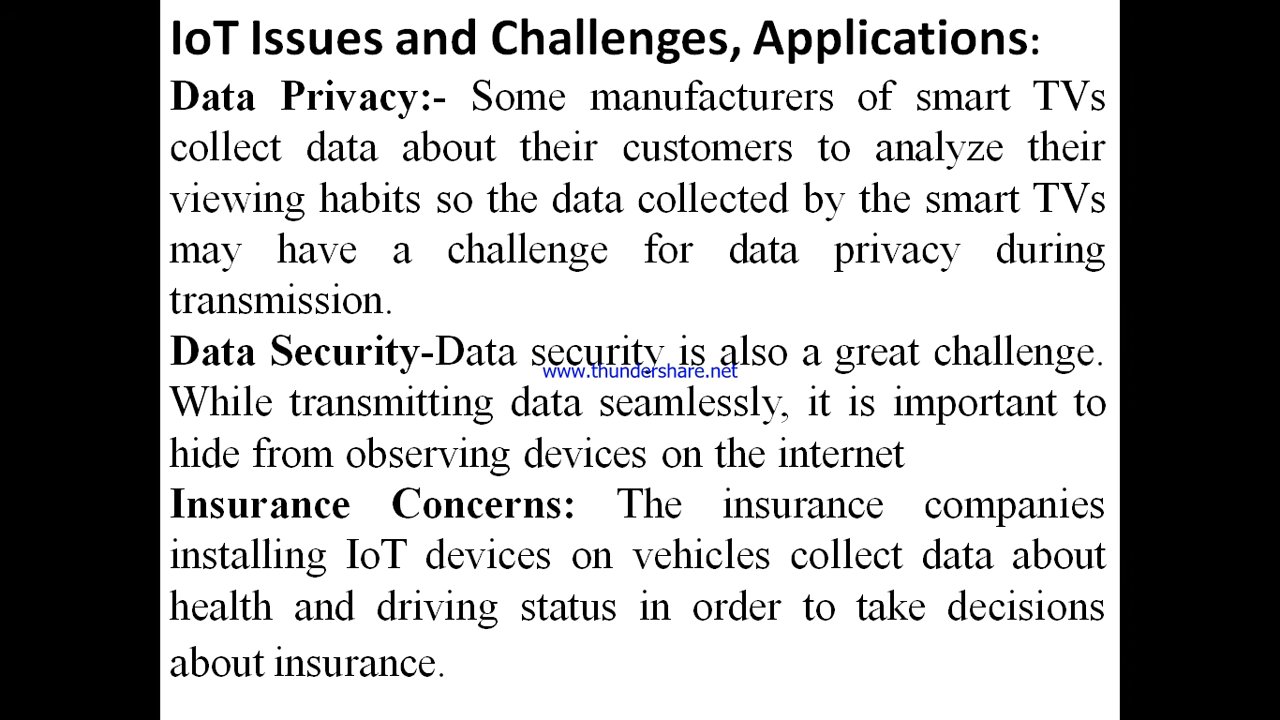 IoT Issues and Challenges, Applications:
Data Privacy:- Some manufacturers of smart TVs
collect data about their customers to analyze their
viewing habits so the data collected by the smart TVs
may have a challenge for data privacy during
transmission.
Data Security-Data security is also a great challenge.
www.thundershare.net
While transmitting data seamlessly, it is important to
hide from observing devices on the internet
Insurance Concerns: The insurance companies
installing IoT devices on vehicles collect data about
health and driving status in order to take decisions
about insurance.